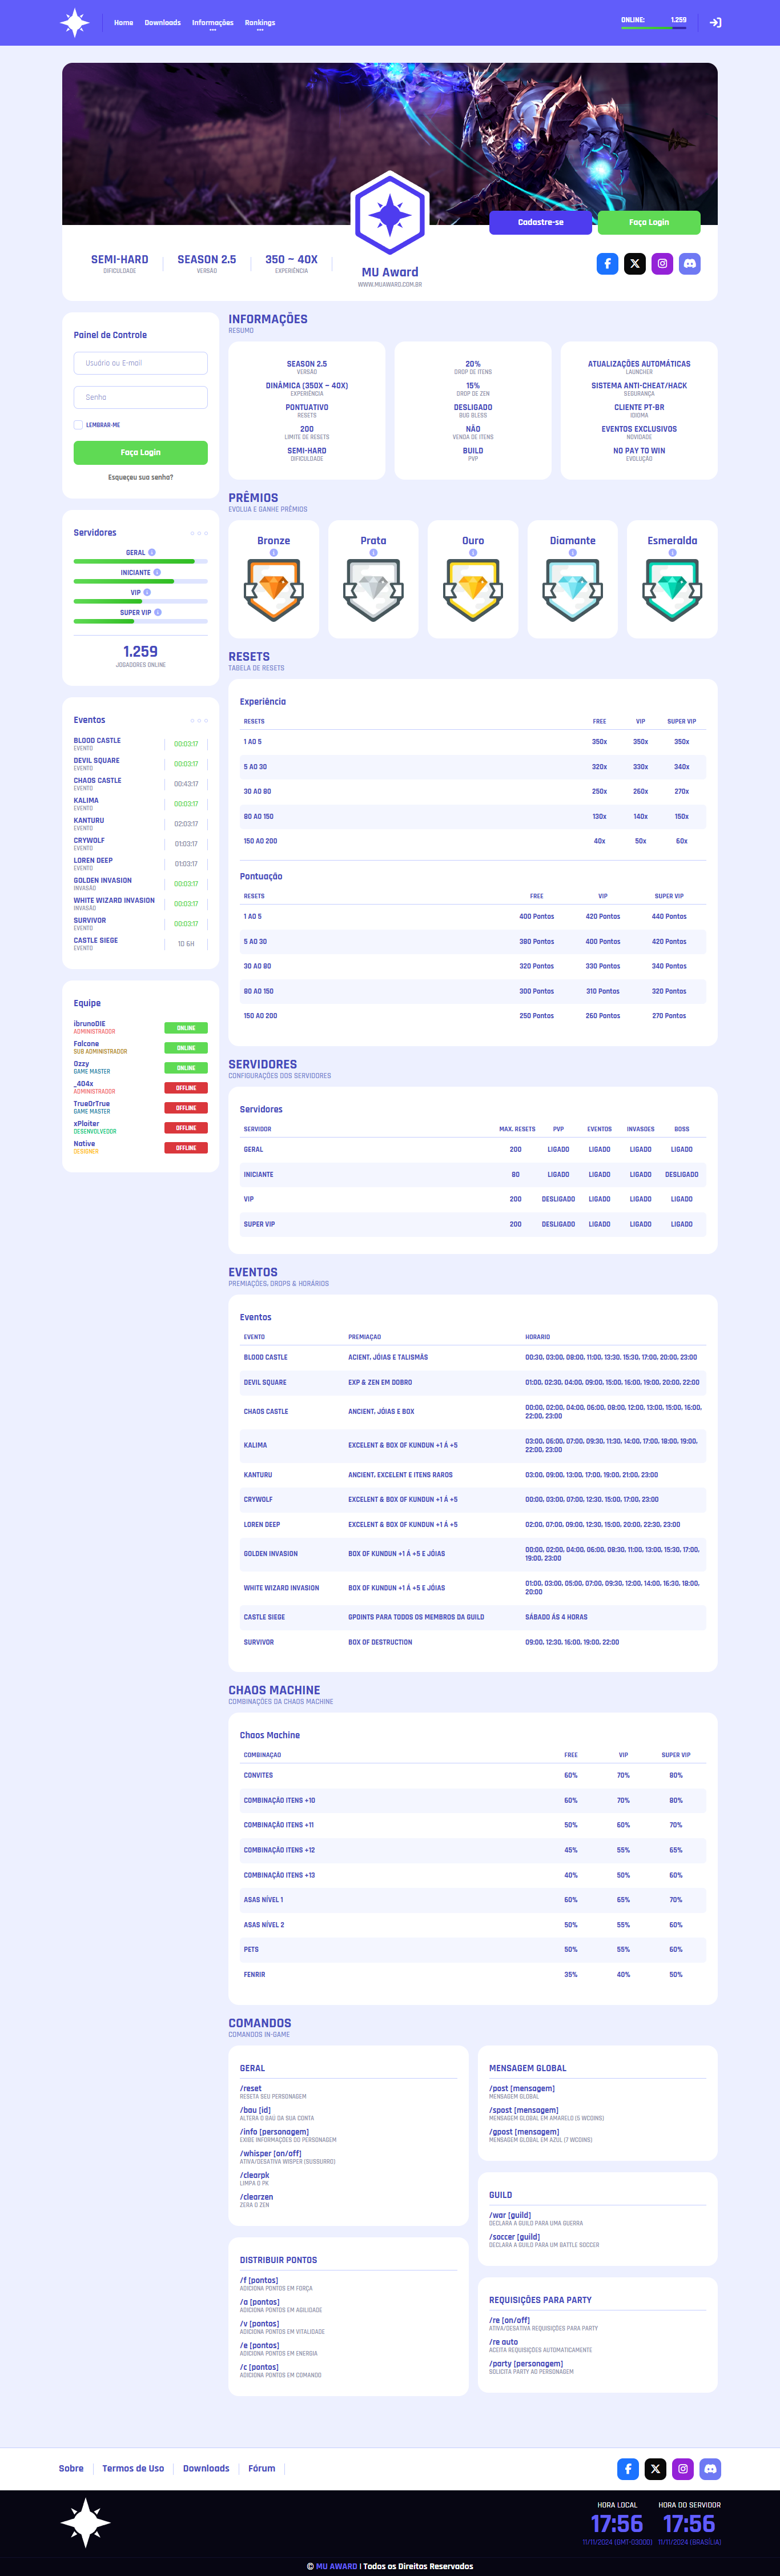 Home Downloads Informações Rankings ONLINE: 1.259
Cadastre-se Faça Login
SEMI-HARD SEASON 2.5 350 ~ 40X
DIFICULDADE VERSÃO EXPERIÊNCIA
MU Award
WWW.MUAWARD.COM.BR
Painel de Controle
Usuário ou E-mail
Senha
LEMBRAR-ME
Faça Login
Esqueçeu sua senha?
Servidores
GERAL
INICIANTE
VIP
SUPER VIP
1.259
JOGADORES ONLINE
Eventos
BLOOD CASTLE 00:03:17
EVENTO
DEVIL SQUARE 00:03:17
EVENTO
CHAOS CASTLE 00:43:17
EVENTO
KALIMA 00:03:17
EVENTO
KANTURU 02:03:17
EVENTO
CRYWOLF 01:03:17
EVENTO
LOREN DEEP 01:03:17
EVENTO
GOLDEN INVASION 00:03:17
INVASÃO
WHITE WIZARD INVASION 00:03:17
INVASÃO
SURVIVOR 00:03:17
EVENTO
CASTLE SIEGE 1D 6H
EVENTO
Equipe
ibrunoDIE ONLINE
ADMINISTRADOR
Falcone ONLINE
SUB ADMINISTRADOR
Ozzy ONLINE
GAME MASTER
_404x OFFLINE
ADMINISTRADOR
TrueOrTrue OFFLINE
GAME MASTER
xPloiter OFFLINE
DESENVOLVEDOR
Native OFFLINE
DESIGNER
INFORMAÇÕES
RESUMO
SEASON 2.5
VERSÃO
DINÂMICA (350X ~ 40X)
EXPERIÊNCIA
PONTUATIVO
RESETS
200
LIMITE DE RESETS
SEMI-HARD
DIFICULDADE
20%
DROP DE ITENS
15%
DROP DE ZEN
DESLIGADO
BUG BLESS
NÃO
VENDA DE ITENS
BUILD
PVP
ATUALIZAÇÕES AUTOMÁTICAS
LAUNCHER
SISTEMA ANTI-CHEAT/HACK
SEGURANÇA
CLIENTE PT-BR
IDIOMA
EVENTOS EXCLUSIVOS
NOVIDADE
NO PAY TO WIN
EVOLUÇÃO
PRÊMIOS
EVOLUA E GANHE PRÊMIOS
Bronze Prata Ouro Diamante Esmeralda
RESETS
TABELA DE RESETS
Experiência
RESETS FREE VIP SUPER VIP
1 AO 5 350x 350x 350x
5 AO 30 320x 330x 340x
30 AO 80 250x 260x 270x
80 AO 150 130x 140x 150x
150 AO 200 40x 50x 60x
Pontuação
RESETS FREE VIP SUPER VIP
1 AO 5 400 Pontos 420 Pontos 440 Pontos
5 AO 30 380 Pontos 400 Pontos 420 Pontos
30 AO 80 320 Pontos 330 Pontos 340 Pontos
80 AO 150 300 Pontos 310 Pontos 320 Pontos
150 AO 200 250 Pontos 260 Pontos 270 Pontos
SERVIDORES
CONFIGURAÇÕES DOS SERVIDORES
Servidores
SERVIDOR MAX. RESETS PVP EVENTOS INVASOES BOSS
GERAL 200 LIGADO LIGADO LIGADO LIGADO
INICIANTE 80 LIGADO LIGADO LIGADO DESLIGADO
VIP 200 DESLIGADO LIGADO LIGADO LIGADO
SUPER VIP 200 DESLIGADO LIGADO LIGADO LIGADO
EVENTOS
PREMIAÇÕES, DROPS & HORÁRIOS
Eventos
EVENTO PREMIAÇAO HORARIO
BLOOD CASTLE ACIENT, JÓIAS E TALISMÃS 00:30, 03:00, 08:00, 11:00, 13:30, 15:30, 17:00, 20:00, 23:00
DEVIL SQUARE EXP & ZEN EM DOBRO 01:00, 02:30, 04:00, 09:00, 15:00, 16:00, 19:00, 20:00, 22:00
CHAOS CASTLE ANCIENT, JÓIAS E BOX 00:00, 02:00, 04:00, 06:00, 08:00, 12:00, 13:00, 15:00, 16:00,
22:00, 23:00
KALIMA EXCELENT & BOX OF KUNDUN +1 Á +5 03:00, 06:00, 07:00, 09:30, 11:30, 14:00, 17:00, 18:00, 19:00,
22:00, 23:00
KANTURU ANCIENT, EXCELENT E ITENS RAROS 03:00, 09:00, 13:00, 17:00, 19:00, 21:00, 23:00
CRYWOLF EXCELENT & BOX OF KUNDUN +1 Á +5 00:00, 03:00, 07:00, 12:30, 15:00, 17:00, 23:00
LOREN DEEP EXCELENT & BOX OF KUNDUN +1 Á +5 02:00, 07:00, 09:00, 12:30, 15:00, 20:00, 22:30, 23:00
GOLDEN INVASION BOX OF KUNDUN +1 Á +5 E JÓIAS 00:00, 02:00, 04:00, 06:00, 08:30, 11:00, 13:00, 15:30, 17:00,
19:00, 23:00
WHITE WIZARD INVASION BOX OF KUNDUN +1 Á +5 E JÓIAS 01:00, 03:00, 05:00, 07:00, 09:30, 12:00, 14:00, 16:30, 18:00,
20:00
CASTLE SIEGE GPOINTS PARA TODOS OS MEMBROS DA GUILD SÁBADO ÁS 4 HORAS
SURVIVOR BOX OF DESTRUCTION 09:00, 12:30, 16:00, 19:00, 22:00
CHAOS MACHINE
COMBINAÇÕES DA CHAOS MACHINE
Chaos Machine
COMBINAÇAO FREE VIP SUPER VIP
CONVITES 60% 70% 80%
COMBINAÇÃO ITENS +10 60% 70% 80%
COMBINAÇÃO ITENS +11 50% 60% 70%
COMBINAÇÃO ITENS +12 45% 55% 65%
COMBINAÇÃO ITENS +13 40% 50% 60%
ASAS NÍVEL 1 60% 65% 70%
ASAS NÍVEL 2 50% 55% 60%
PETS 50% 55% 60%
FENRIR 35% 40% 50%
COMANDOS
COMANDOS IN-GAME
GERAL
/reset
RESETA SEU PERSONAGEM
/bau [id]
ALTERA O BAÚ DA SUA CONTA
/info [personagem]
EXIBE INFORMAÇÕES DO PERSONAGEM
/whisper [on/off]
ATIVA/DESATIVA WISPER (SUSSURRO)
/clearpk
LIMPA O PK
/clearzen
ZERA O ZEN
DISTRIBUIR PONTOS
/f [pontos]
ADICIONA PONTOS EM FORÇA
/a [pontos]
ADICIONA PONTOS EM AGILIDADE
/v [pontos]
ADICIONA PONTOS EM VITALIDADE
/e [pontos]
ADICIONA PONTOS EM ENERGIA
/c [pontos]
ADICIONA PONTOS EM COMANDO
MENSAGEM GLOBAL
/post [mensagem]
MENSAGEM GLOBAL
/spost [mensagem]
MENSAGEM GLOBAL EM AMARELO (5 WCOINS)
/gpost [mensagem]
MENSAGEM GLOBAL EM AZUL (7 WCOINS)
GUILD
/war [guild]
DECLARA A GUILD PARA UMA GUERRA
/soccer [guild]
DECLARA A GUILD PARA UM BATTLE SOCCER
REQUISIÇÕES PARA PARTY
/re [on/off]
ATIVA/DESATIVA REQUISIÇÕES PARA PARTY
/re auto
ACEITA REQUISIÇÕES AUTOMATICAMENTE
/party [personagem]
SOLICITA PARTY AO PERSONAGEM
Sobre Termos de Uso Downloads Fórum
HORA LOCAL HORA DO SERVIDOR
17:56 17:56
11/11/2024 (GMT-03000) 11/11/2024 (BRASÍLIA)
© MU AWARD | Todos os Direitos Reservados